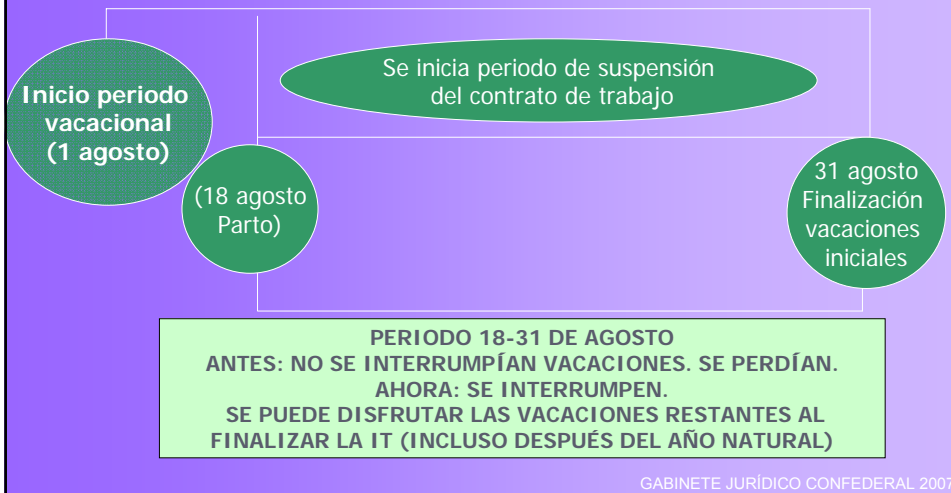 Inicio periodo
vacacional
(1 agosto)
Se inicia periodo de suspensión
del contrato de trabajo
(18 agosto
Parto)
31 agosto
Finalización
vacaciones
iniciales
PERIODO 18-31 DE AGOSTO
ANTES: NO SE INTERRUMPÍAN VACACIONES. SE PERDÍAN.
AHORA: SE INTERRUMPEN.
SE PUEDE DISFRUTAR LAS VACACIONES RESTANTES AL
FINALIZAR LA IT (INCLUSO DESPUÉS DEL AÑO NATURAL)
GABINETE JURÍDICO CONFEDERAL 2007